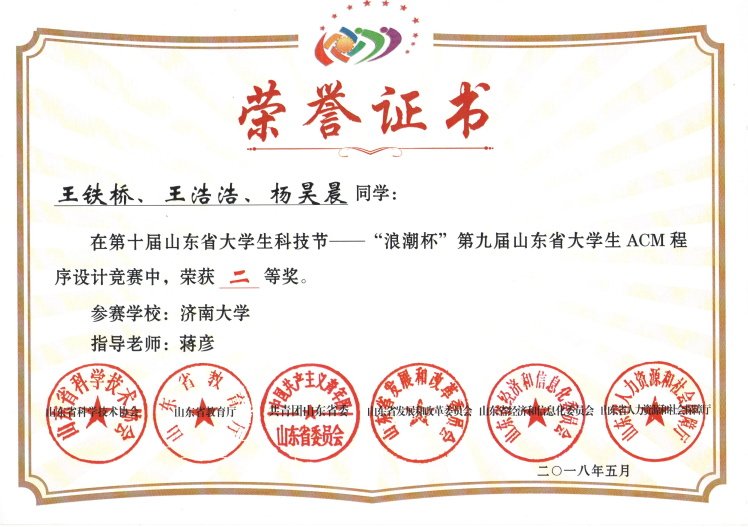 荣誉证书
王铁桥、王浩浩、杨昊晨 同学：
在第十届山东省大学生科技节——“浪潮杯”第九届山东省大学生 ACM 程
序设计竞赛中，荣获 二 等奖。
参赛学校：济南大学
指导老师：蒋彦
山东省科学技术协会 山东省教育厅 共青团山东省委 山东省发展和改革委员会 山东省经济和信息化委员会 山东省人力资源和社会保障厅
山东省科学技术协会
山东省教育厅
中国共产主义青年团
山东省委员会
山东省发展和改革委员会
山东省经济和信息化委员会
山东省人力资源和社会保障厅
二〇一八年五月